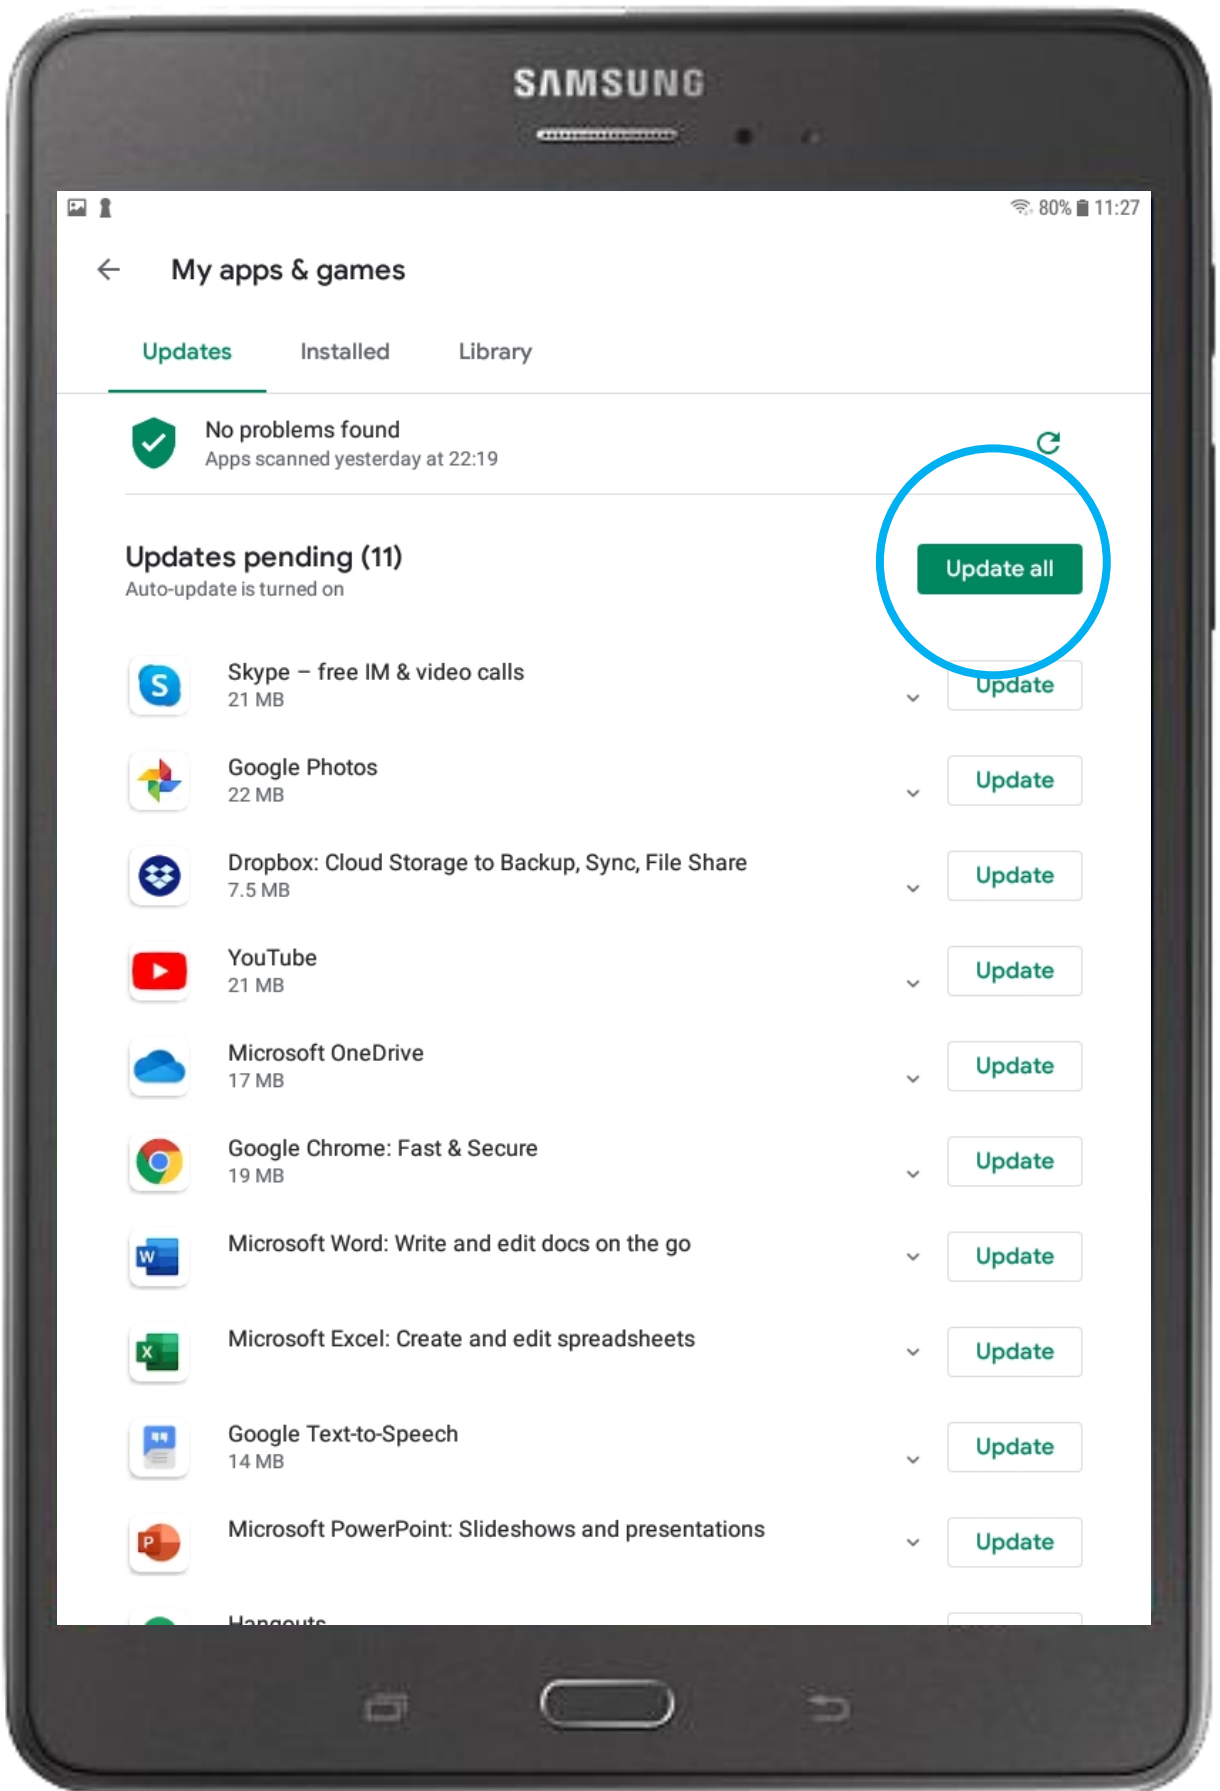 SAMSUNG
80% 11:27
My apps & games
Updates Installed Library
No problems found
Apps scanned yesterday at 22:19
Updates pending (11)
Update all
Auto-update is turned on
Skype – free IM & video calls
21 MB
Update
Google Photos
22 MB
Update
Dropbox: Cloud Storage to Backup, Sync, File Share
7.5 MB
Update
YouTube
21 MB
Update
Microsoft OneDrive
17 MB
Update
Google Chrome: Fast & Secure
19 MB
Update
Microsoft Word: Write and edit docs on the go
Update
Microsoft Excel: Create and edit spreadsheets
Update
Google Text-to-Speech
14 MB
Update
Microsoft PowerPoint: Slideshows and presentations
Update
Hangouts